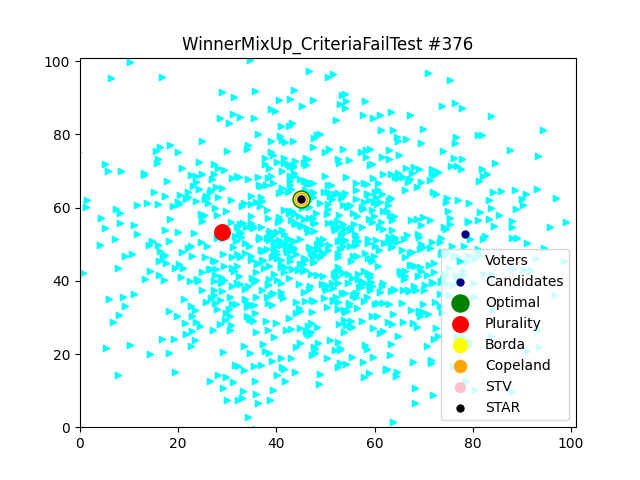 WinnerMixUp_CriteriaFailTest #376
100
80
60
40
20
0
0
20
40
60
80
100
Voters
Candidates
Optimal
Plurality
Borda
Copeland
STV
STAR